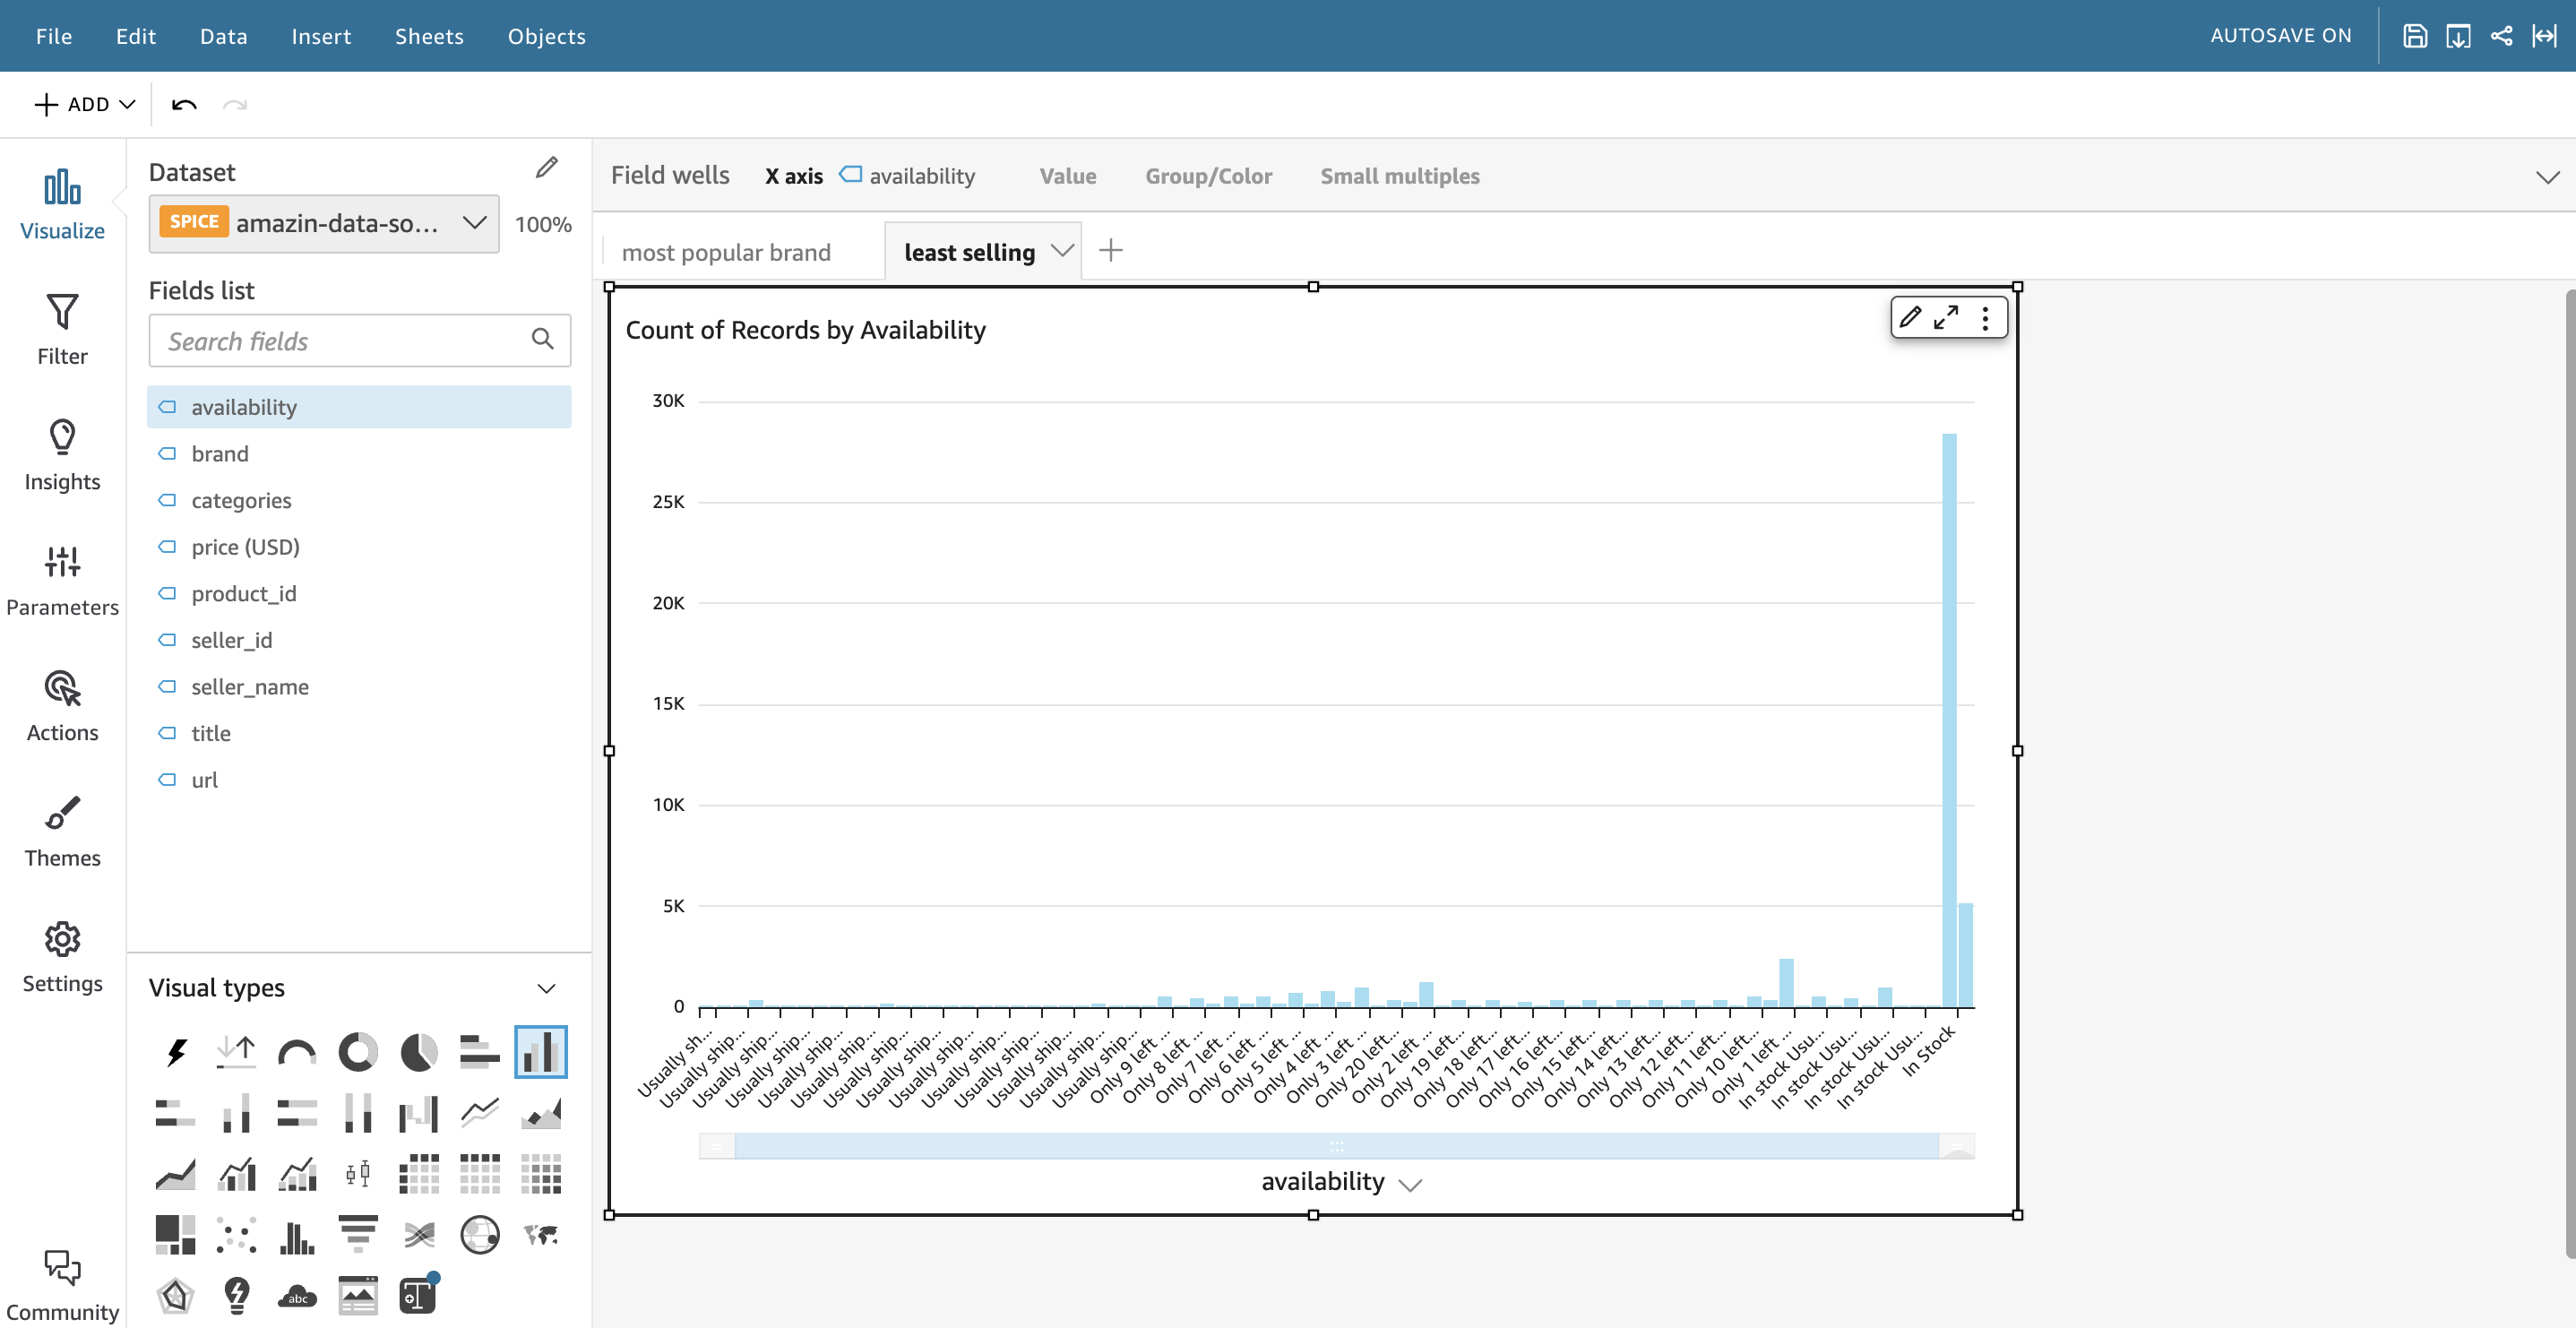 File Edit Data Insert Sheets Objects AUTOSAVE ON
ADD
Visualize
Filter
Insights
Parameters
Actions
Themes
Settings
Community
Dataset
SPICE amazin-data-so... 100%
Fields list
Search fields
availability
brand
categories
price (USD)
product_id
seller_id
seller_name
title
url
Visual types
abc
Field wells X axis availability Value Group/Color Small multiples
most popular brand least selling
Count of Records by Availability
30K
25K
20K
15K
10K
5K
0
Usually sh...
Usually ship...
Usually ship...
Usually ship...
Usually ship...
Usually ship...
Usually ship...
Usually ship...
Usually ship...
Usually ship...
Usually ship...
Usually ship...
Usually ship...
Usually ship...
Only 9 left ...
Only 8 left ...
Only 7 left ...
Only 6 left ...
Only 5 left ...
Only 4 left ...
Only 3 left ...
Only 20 left...
Only 2 left ...
Only 19 left...
Only 18 left...
Only 17 left...
Only 16 left...
Only 15 left...
Only 14 left...
Only 13 left...
Only 12 left...
Only 11 left...
Only 10 left...
Only 1 left ...
In stock Usu...
In stock Usu...
In stock Usu...
In stock Usu...
In Stock
availability